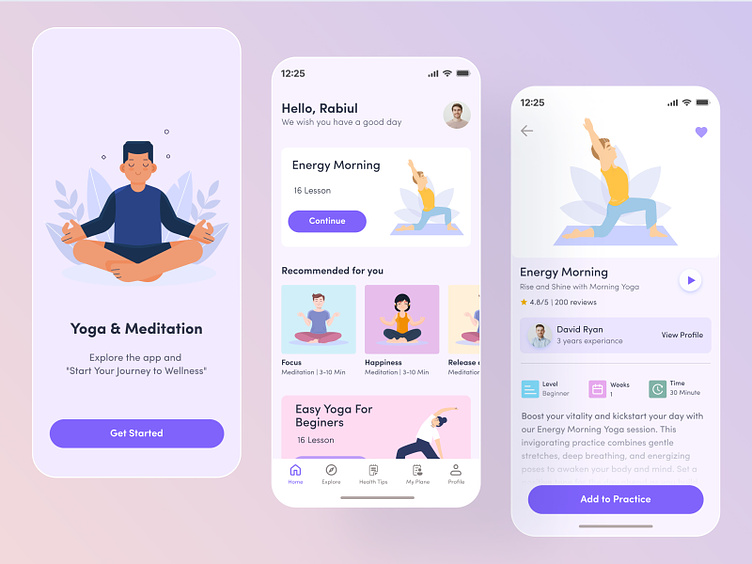 Yoga & Meditation
Explore the app and
"Start Your Journey to Wellness"
Get Started
12:25
Hello, Rabiul
We wish you have a good day
Energy Morning
16 Lesson
Continue
Recommended for you
Focus
Meditation | 3-10 Min
Happiness
Meditation | 3-10 Min
Release
Meditation
Easy Yoga For
Beginers
16 Lesson
Home
Explore
Health Tips
My Plane
Profile
12:25
Energy Morning
Rise and Shine with Morning Yoga
4.8/5 | 200 reviews
David Ryan
3 years experiance
View Profile
Level
Beginner
Weeks
1
Time
30 Minute
Boost your vitality and kickstart your day with
our Energy Morning Yoga session. This
invigorating practice combines gentle
stretches, deep breathing, and energizing
poses to awaken your body and mind. Set a
Add to Practice